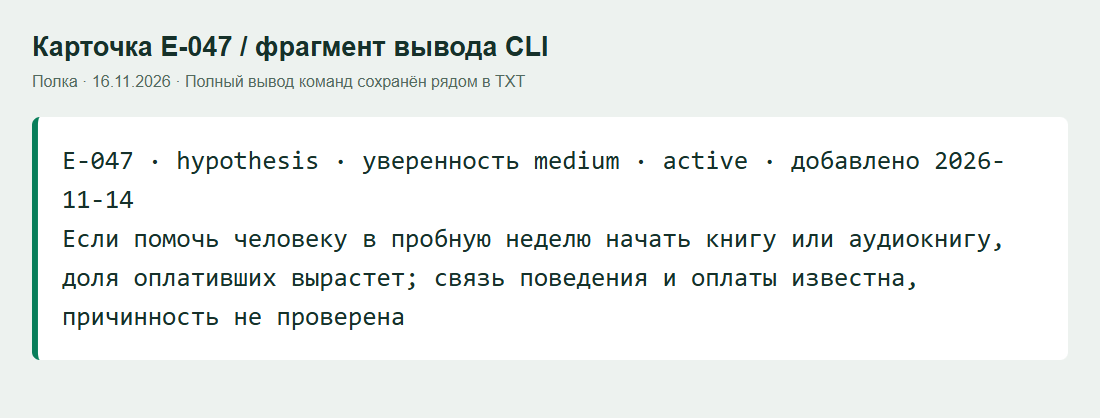 Карточка E-047 / фрагмент вывода CLI
Полка · 16.11.2026 · Полный вывод команд сохранён рядом в TXT
E-047 · hypothesis · уверенность medium · active · добавлено 2026-
11-14
Если помочь человеку в пробную неделю начать книгу или аудиокнигу,
доля оплативших вырастет; связь поведения и оплаты известна,
причинность не проверена